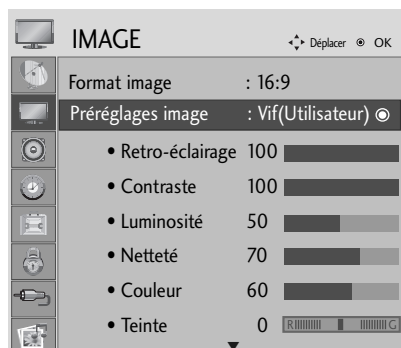 IMAGE Déplacer OK
Format image : 16:9
Préréglages image : Vif(Utilisateur)
• Retro-éclairage 100
• Contraste 100
• Luminosité 50
• Netteté 70
• Couleur 60
• Teinte 0 R G